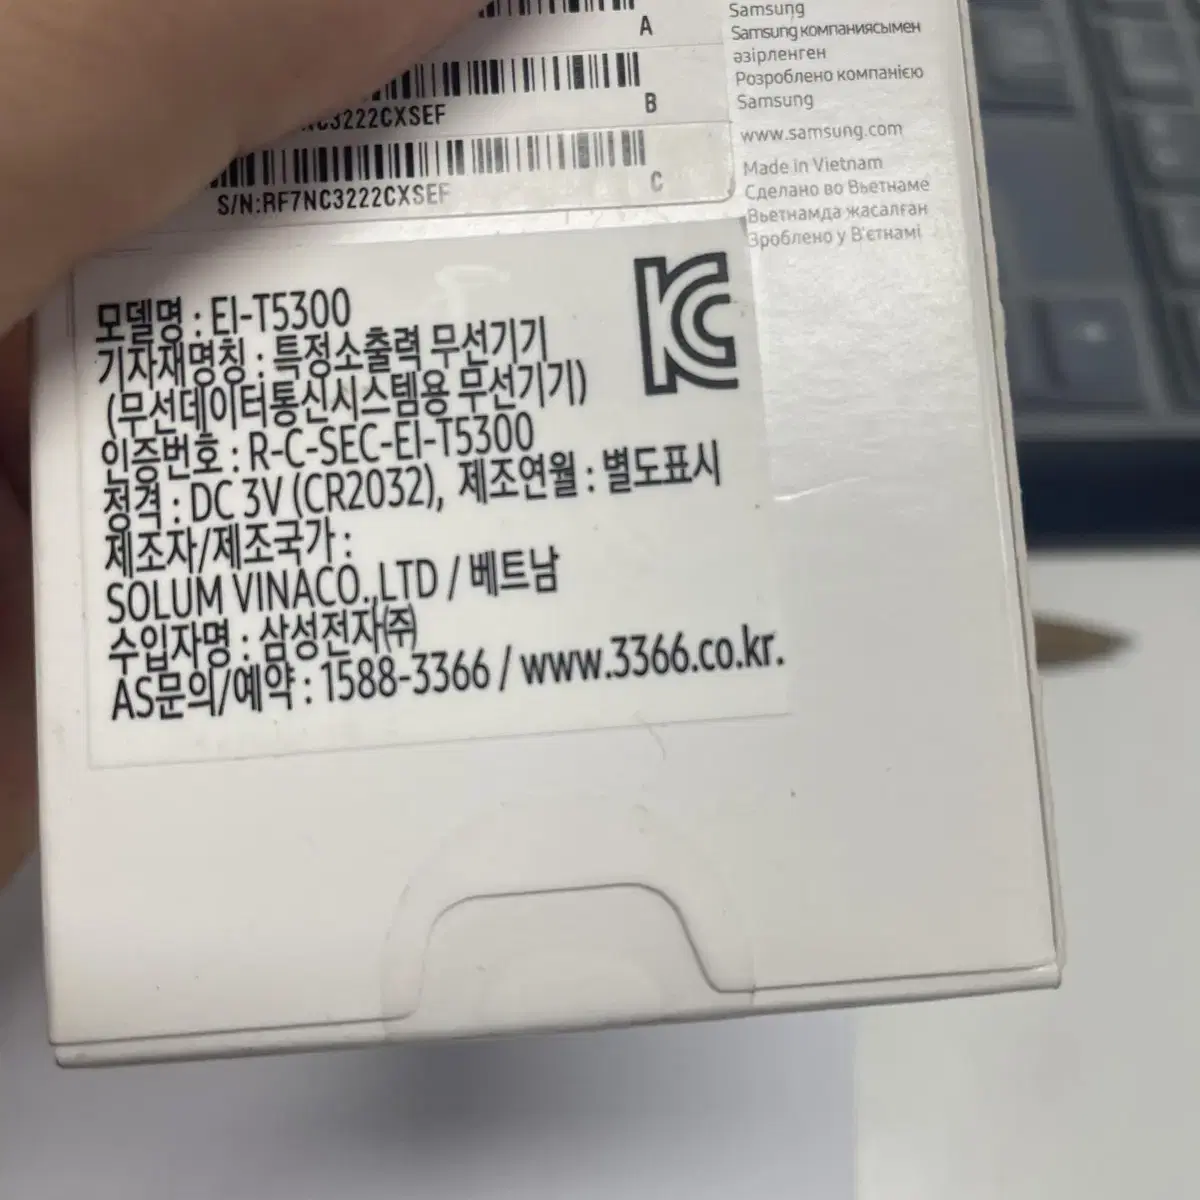 A
NC3222CXSEF
B
S/N:RF7NC3222CXSEF
C
Samsung
Samsung компаниясымен
әзірленген
Розроблено компанією
Samsung
www.samsung.com
Made in Vietnam
Сделано во Вьетнаме
Вьетнамда жасалған
Зроблено у В'єтнамі
모델명 : EI-T5300
기자재명칭 : 특정소출력 무선기기
(무선데이터통신시스템용 무선기기)
인증번호 : R-C-SEC-EI-T5300
정격 : DC 3V (CR2032), 제조연월 : 별도표시
제조자/제조국가 :
SOLUM VINACO.,LTD / 베트남
수입자명 : 삼성전자㈜
AS문의/예약 : 1588-3366 / www.3366.co.kr.